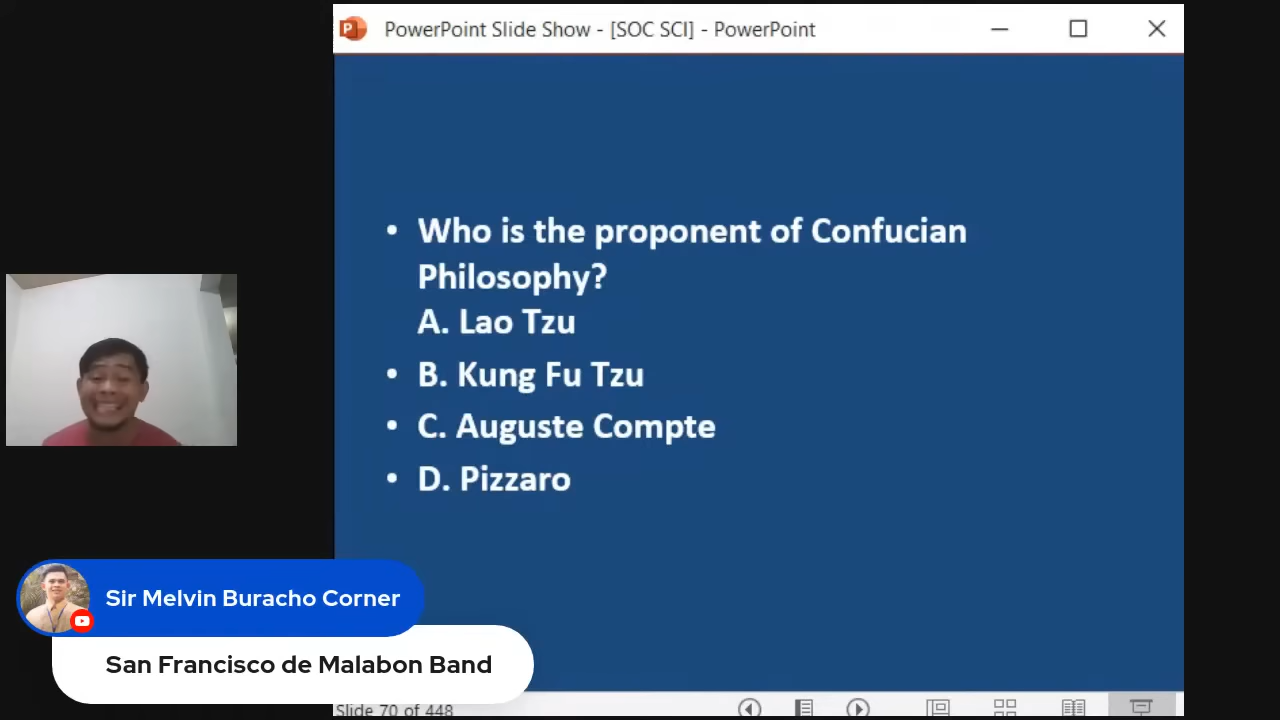 PowerPoint Slide Show - [SOC SCI] - PowerPoint
• Who is the proponent of Confucian
Philosophy?
A. Lao Tzu
• B. Kung Fu Tzu
• C. Auguste Compte
• D. Pizzaro
Sir Melvin Buracho Corner
San Francisco de Malabon Band
Slide 70 of 448